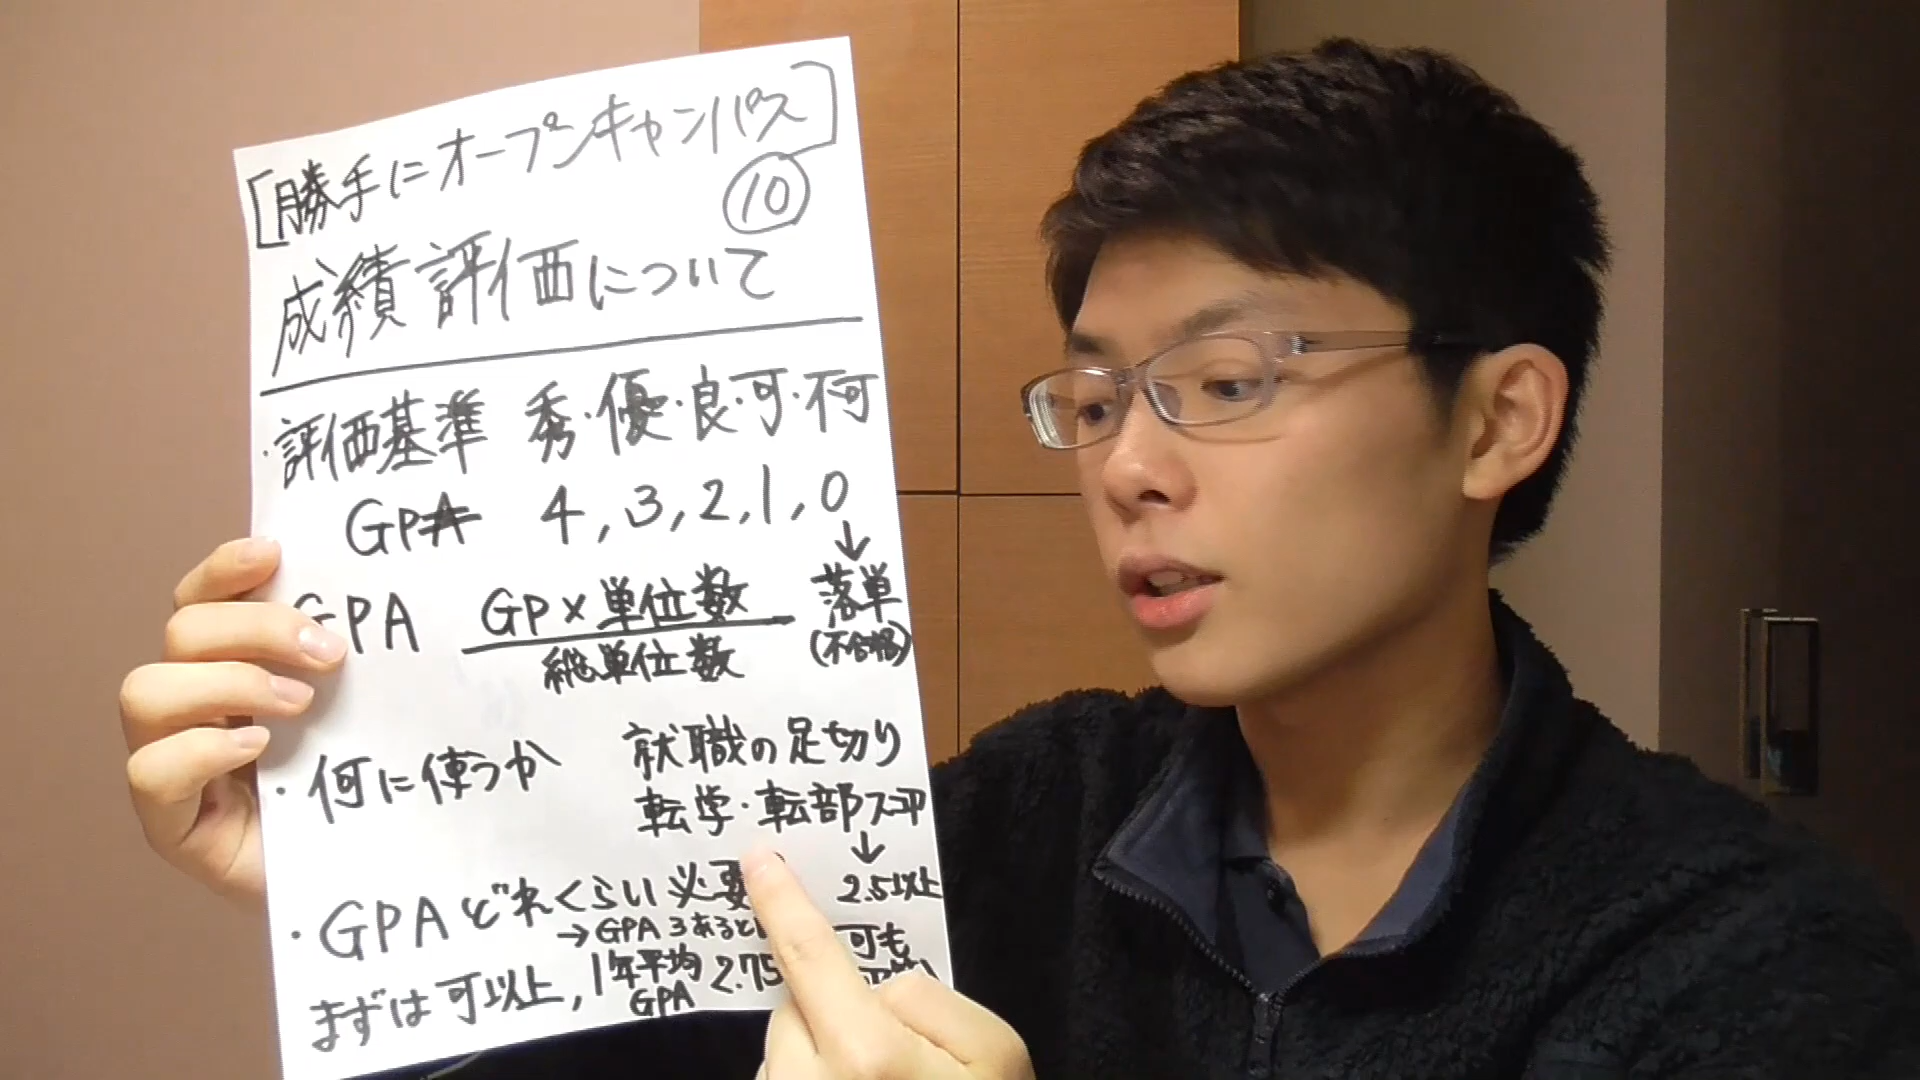 [勝手にオープンキャンパス]
⑩
成績評価について
・評価基準 秀・優・良・可・不可
GP 4,3,2,1,0
↓
GPA GP×単位数 落単
総単位数 (不合格)
・何に使うか 就職の足切り
転学・転部スコア
↓
・GPAどれくらい必要 2.5以上
→GPA 3あると 可も
まずは可以上, 1年平均 2.75
GPA